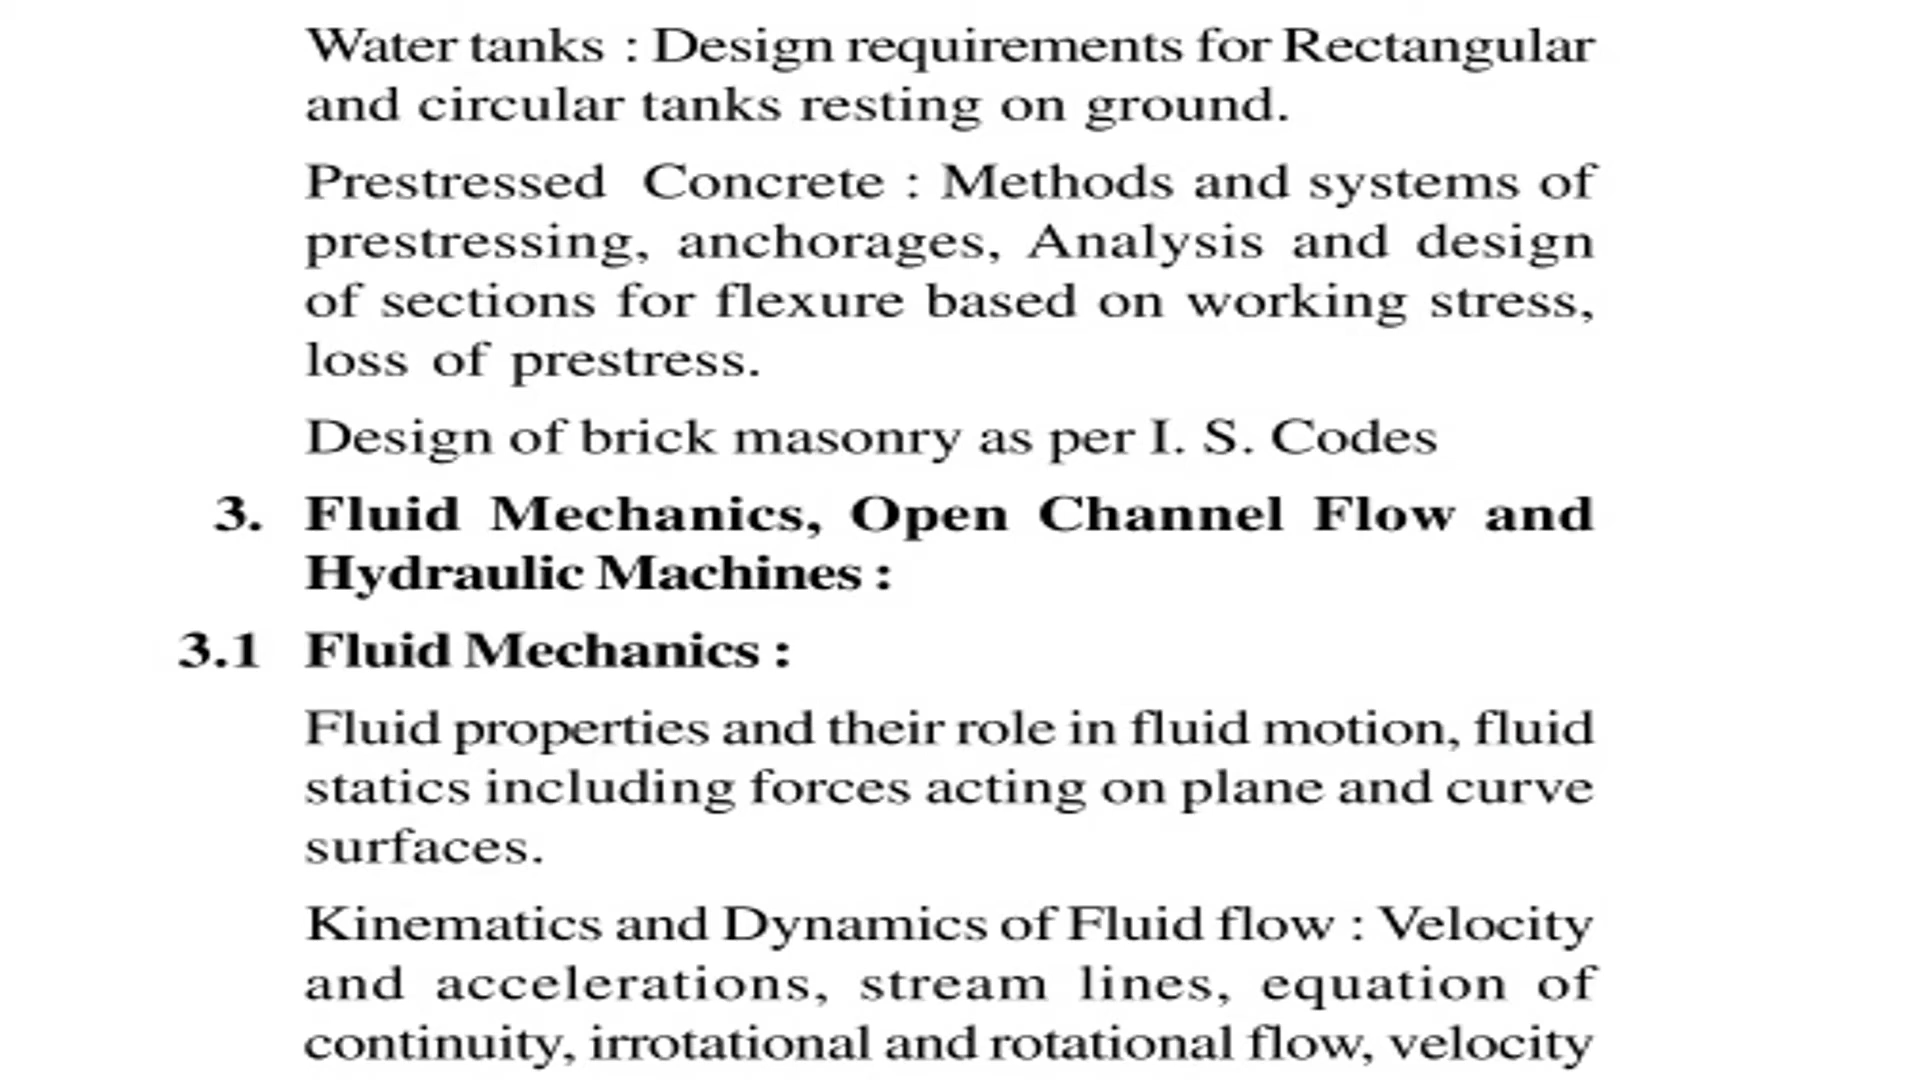 Water tanks : Design requirements for Rectangular
and circular tanks resting on ground.
Prestressed Concrete : Methods and systems of
prestressing, anchorages, Analysis and design
of sections for flexure based on working stress,
loss of prestress.
Design of brick masonry as per I. S. Codes
3. Fluid Mechanics, Open Channel Flow and
Hydraulic Machines :
3.1 Fluid Mechanics :
Fluid properties and their role in fluid motion, fluid
statics including forces acting on plane and curve
surfaces.
Kinematics and Dynamics of Fluid flow : Velocity
and accelerations, stream lines, equation of
continuity, irrotational and rotational flow, velocity